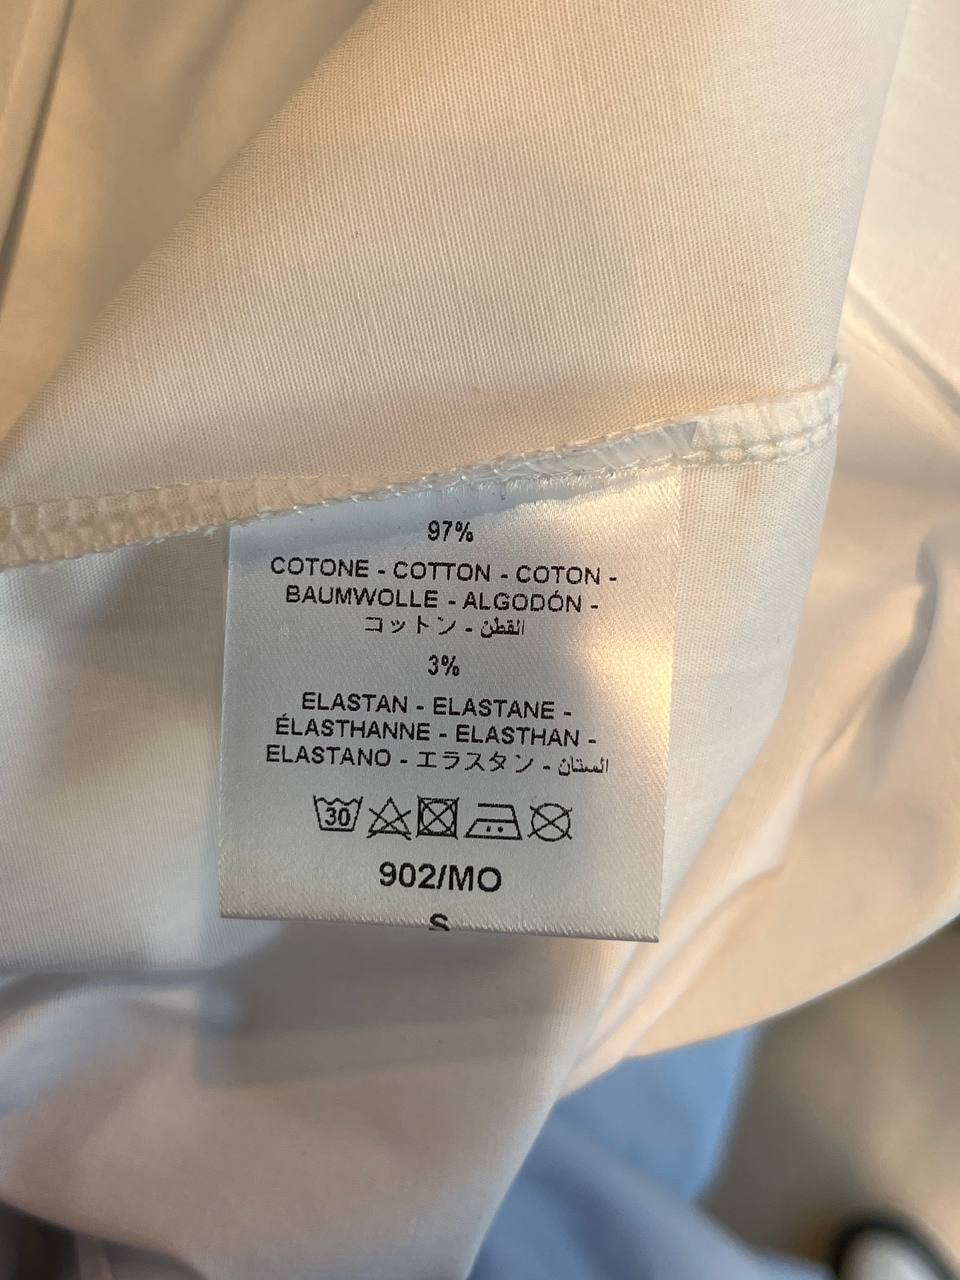 97%
COTONE - COTTON - COTON -
BAUMWOLLE - ALGODÓN -
コットン - القطن
3%
ELASTAN - ELASTANE -
ÉLASTHANNE - ELASTHAN -
ELASTANO - エラスタン - الستان
30
902/MO
S